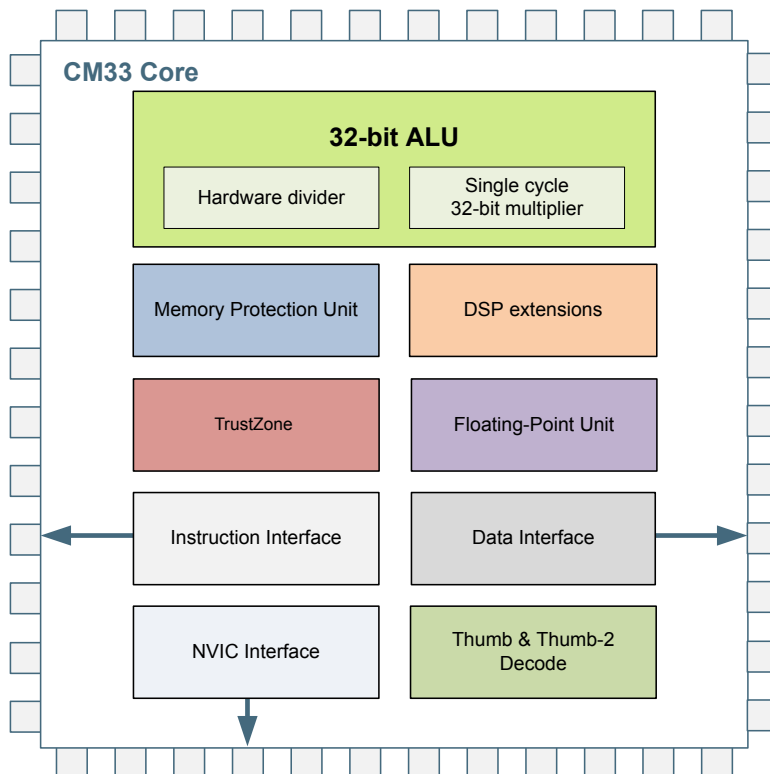 CM33 Core
32-bit ALU
Hardware divider
Single cycle
32-bit multiplier
Memory Protection Unit
DSP extensions
TrustZone
Floating-Point Unit
Instruction Interface
Data Interface
NVIC Interface
Thumb & Thumb-2
Decode